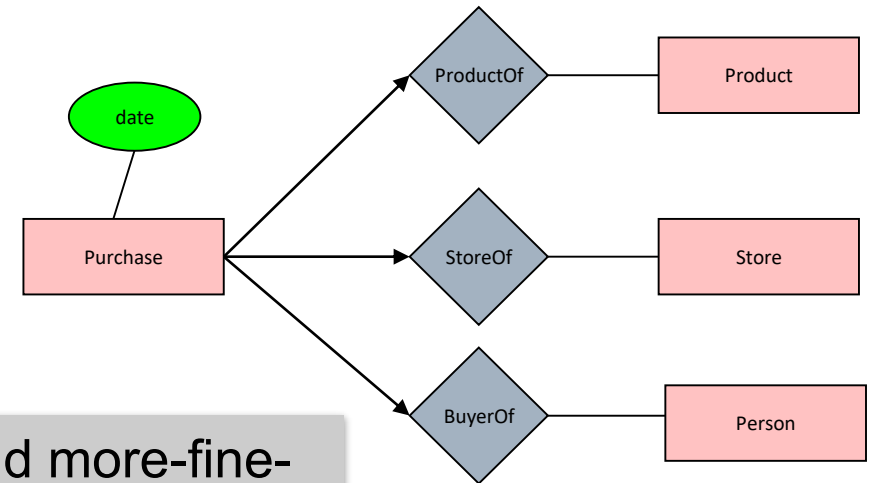 ProductOf
Product
date
Purchase
StoreOf
Store
BuyerOf
Person
d more-fine-